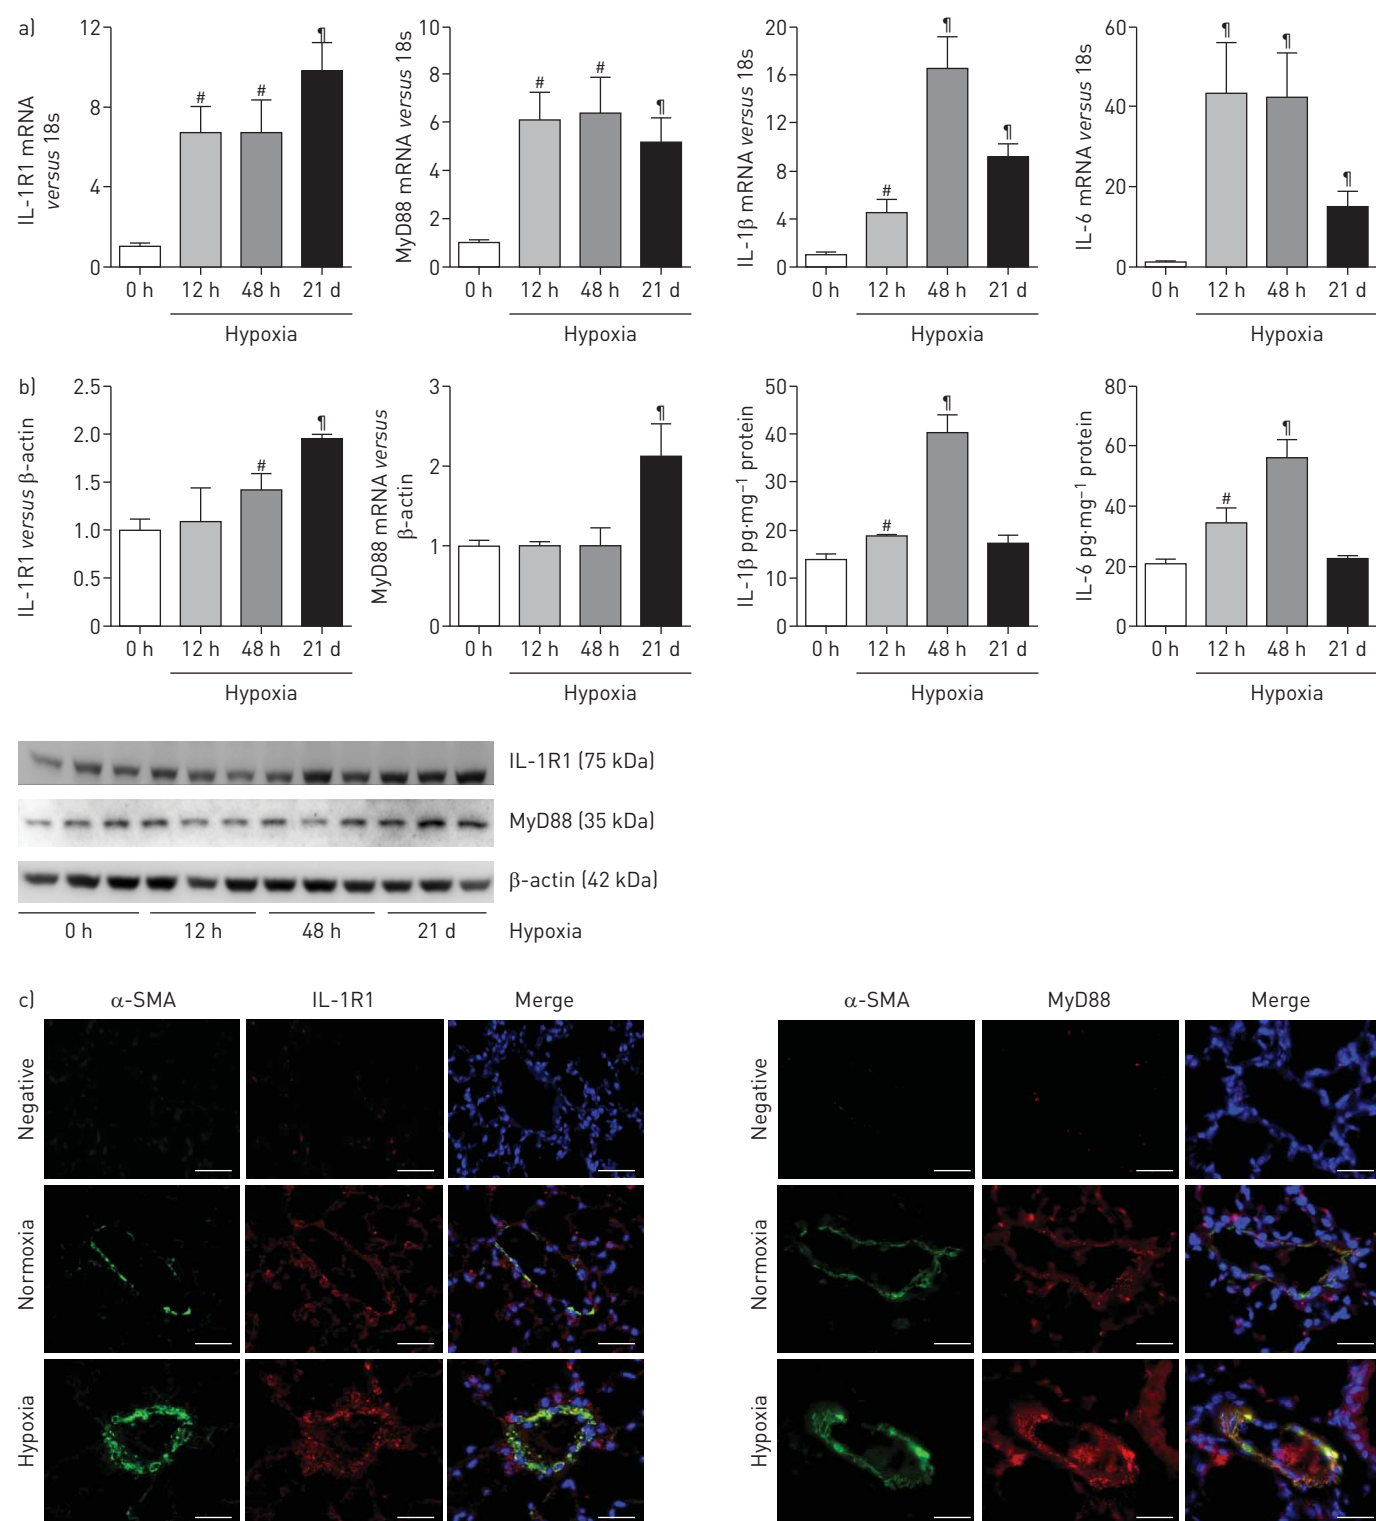 a)
IL-1R1 mRNA
versus 18s
12
8
4
0
# # ¶
0 h 12 h 48 h 21 d
Hypoxia
MyD88 mRNA versus 18s
10
8
6
4
2
0
# # ¶
0 h 12 h 48 h 21 d
Hypoxia
IL-1β mRNA versus 18s
20
16
12
8
4
0
# ¶ ¶
0 h 12 h 48 h 21 d
Hypoxia
IL-6 mRNA versus 18s
60
40
20
0
¶ ¶ ¶
0 h 12 h 48 h 21 d
Hypoxia
b)
IL-1R1 versus β-actin
2.5
2.0
1.5
1.0
0.5
0
# ¶
0 h 12 h 48 h 21 d
Hypoxia
MyD88 mRNA versus
β-actin
3
2
1
0
¶
0 h 12 h 48 h 21 d
Hypoxia
IL-1β pg·mg⁻¹ protein
50
40
30
20
10
0
# ¶
0 h 12 h 48 h 21 d
Hypoxia
IL-6 pg·mg⁻¹ protein
80
60
40
20
0
# ¶
0 h 12 h 48 h 21 d
Hypoxia
IL-1R1 (75 kDa)
MyD88 (35 kDa)
β-actin (42 kDa)
0 h 12 h 48 h 21 d Hypoxia
c)
α-SMA IL-1R1 Merge
Negative
Normoxia
Hypoxia
α-SMA MyD88 Merge
Negative
Normoxia
Hypoxia